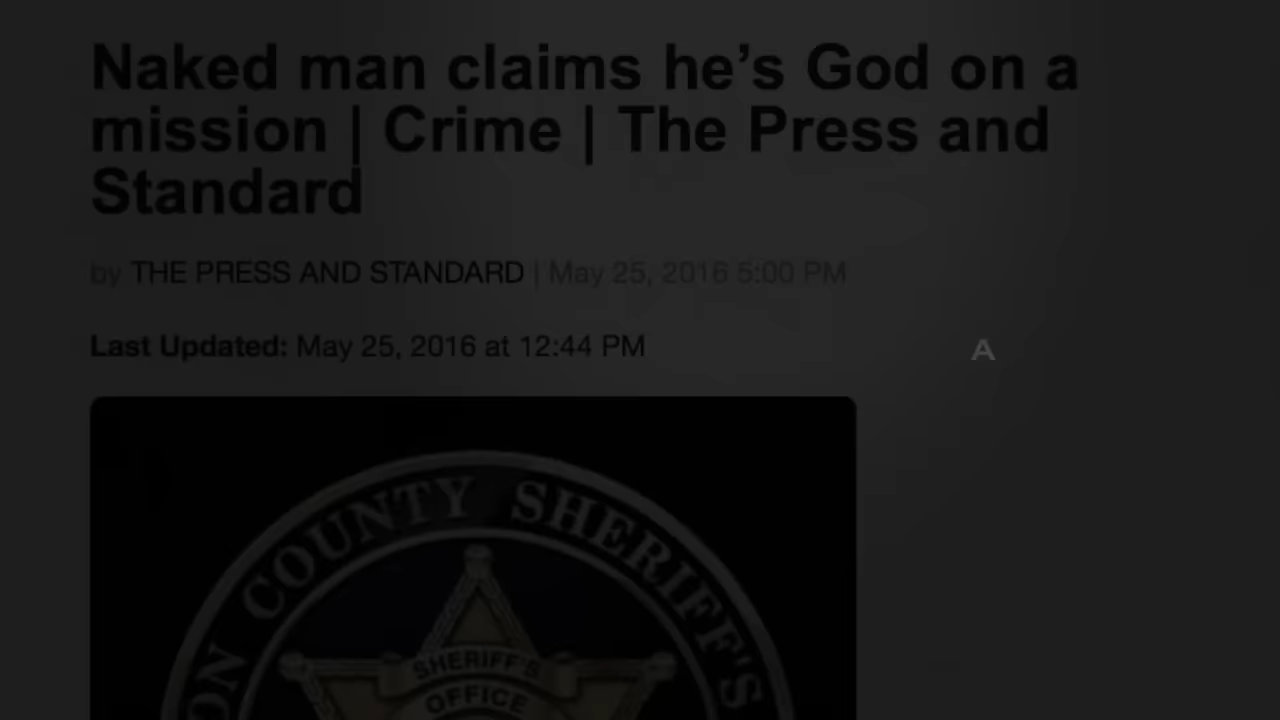 Naked man claims he’s God on a
mission | Crime | The Press and
Standard
by THE PRESS AND STANDARD | May 25, 2016 5:00 PM
Last Updated: May 25, 2016 at 12:44 PM
A
ON COUNTY SHERIFF'S
SHERIFF'S
OFFICE